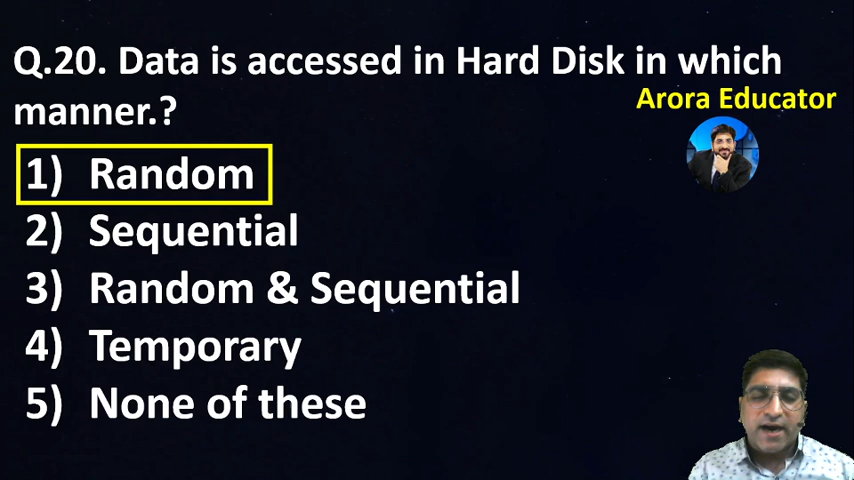 Q.20. Data is accessed in Hard Disk in which
manner.?
Arora Educator
1) Random
2) Sequential
3) Random & Sequential
4) Temporary
5) None of these